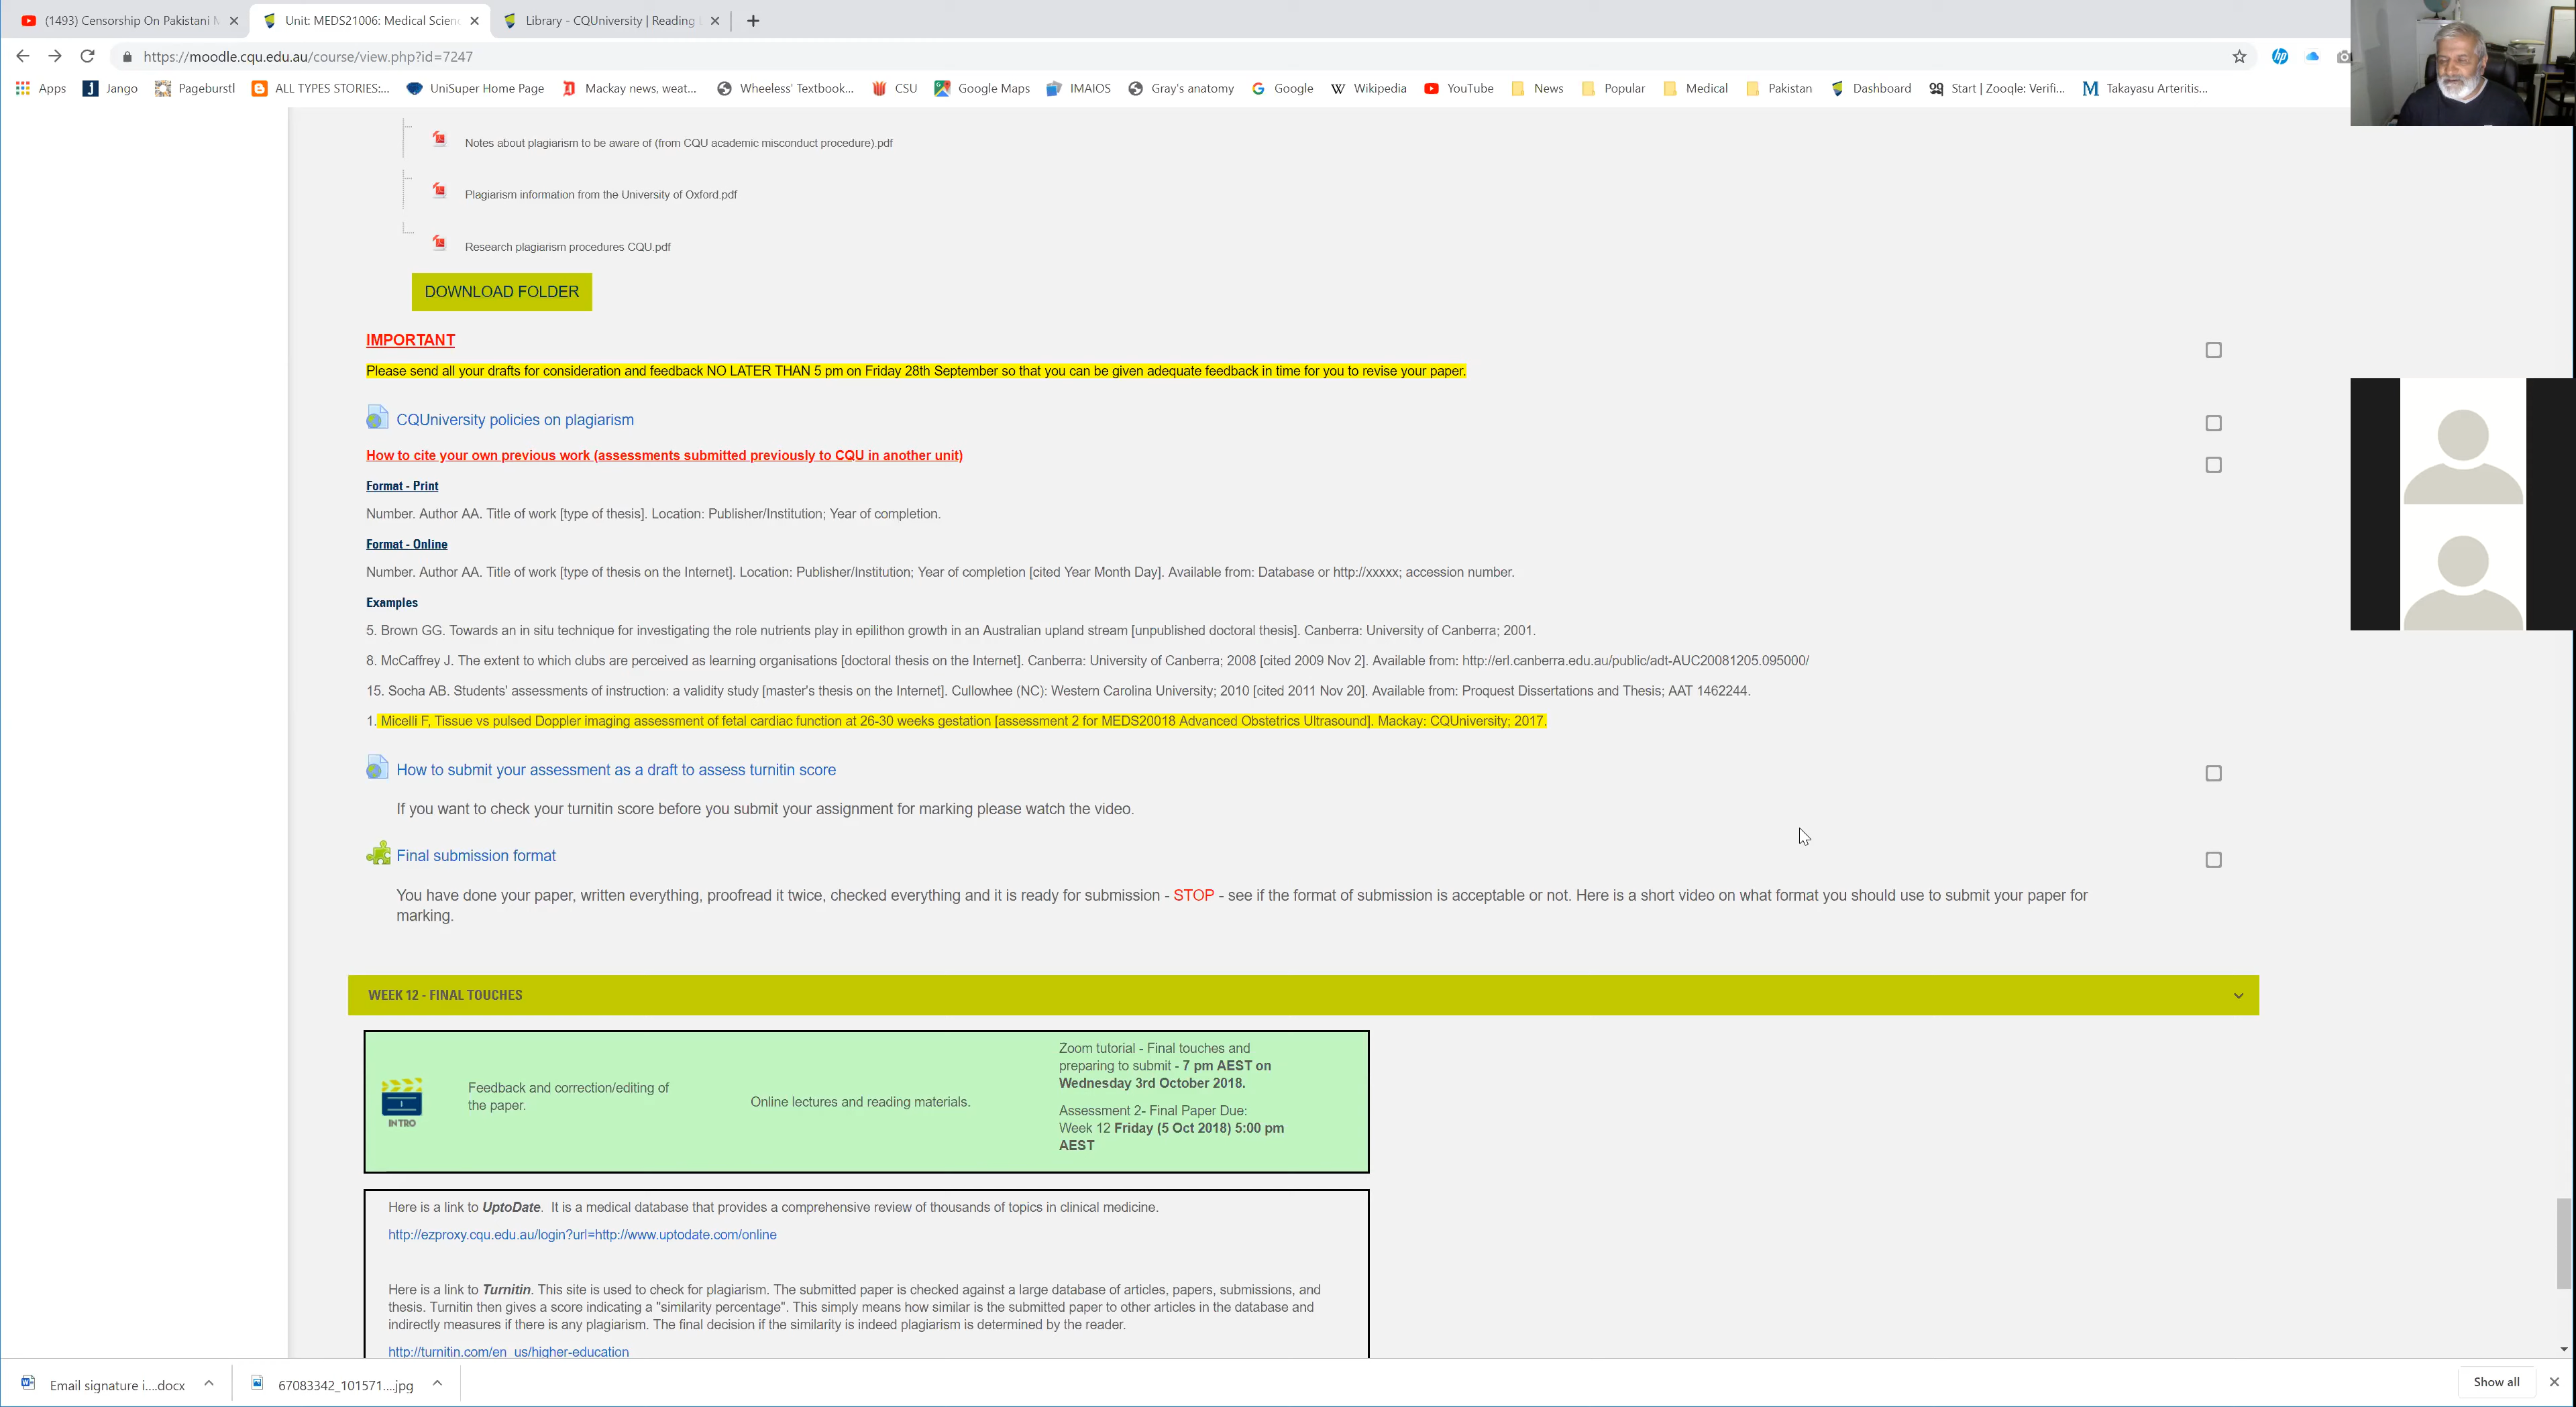 (1493) Censorship On Pakistani M
Unit: MEDS21006: Medical Scienc
Library - CQUniversity | Reading
https://moodle.cqu.edu.au/course/view.php?id=7247
Apps
Jango
Pageburstl
ALL TYPES STORIES:...
UniSuper Home Page
Mackay news, weat...
Wheeless' Textbook...
CSU
Google Maps
IMAIOS
Gray's anatomy
Google
Wikipedia
YouTube
News
Popular
Medical
Pakistan
Dashboard
Start | Zooqle: Verifi...
Takayasu Arteritis...
Notes about plagiarism to be aware of (from CQU academic misconduct procedure).pdf
Plagiarism information from the University of Oxford.pdf
Research plagiarism procedures CQU.pdf
DOWNLOAD FOLDER
IMPORTANT
Please send all your drafts for consideration and feedback NO LATER THAN 5 pm on Friday 28th September so that you can be given adequate feedback in time for you to revise your paper.
CQUniversity policies on plagiarism
How to cite your own previous work (assessments submitted previously to CQU in another unit)
Format - Print
Number. Author AA. Title of work [type of thesis]. Location: Publisher/Institution; Year of completion.
Format - Online
Number. Author AA. Title of work [type of thesis on the Internet]. Location: Publisher/Institution; Year of completion [cited Year Month Day]. Available from: Database or http://xxxxx; accession number.
Examples
5. Brown GG. Towards an in situ technique for investigating the role nutrients play in epilithon growth in an Australian upland stream [unpublished doctoral thesis]. Canberra: University of Canberra; 2001.
8. McCaffrey J. The extent to which clubs are perceived as learning organisations [doctoral thesis on the Internet]. Canberra: University of Canberra; 2008 [cited 2009 Nov 2]. Available from: http://erl.canberra.edu.au/public/adt-AUC20081205.095000/
15. Socha AB. Students' assessments of instruction: a validity study [master's thesis on the Internet]. Cullowhee (NC): Western Carolina University; 2010 [cited 2011 Nov 20]. Available from: Proquest Dissertations and Thesis; AAT 1462244.
1. Micelli F, Tissue vs pulsed Doppler imaging assessment of fetal cardiac function at 26-30 weeks gestation [assessment 2 for MEDS20018 Advanced Obstetrics Ultrasound]. Mackay: CQUniversity; 2017.
How to submit your assessment as a draft to assess turnitin score
If you want to check your turnitin score before you submit your assignment for marking please watch the video.
Final submission format
You have done your paper, written everything, proofread it twice, checked everything and it is ready for submission - STOP - see if the format of submission is acceptable or not. Here is a short video on what format you should use to submit your paper for
marking.
WEEK 12 - FINAL TOUCHES
INTRO
Feedback and correction/editing of
the paper.
Online lectures and reading materials.
Zoom tutorial - Final touches and
preparing to submit - 7 pm AEST on
Wednesday 3rd October 2018.
Assessment 2- Final Paper Due:
Week 12 Friday (5 Oct 2018) 5:00 pm
AEST
Here is a link to UptoDate. It is a medical database that provides a comprehensive review of thousands of topics in clinical medicine.
http://ezproxy.cqu.edu.au/login?url=http://www.uptodate.com/online
Here is a link to Turnitin. This site is used to check for plagiarism. The submitted paper is checked against a large database of articles, papers, submissions, and
thesis. Turnitin then gives a score indicating a "similarity percentage". This simply means how similar is the submitted paper to other articles in the database and
indirectly measures if there is any plagiarism. The final decision if the similarity is indeed plagiarism is determined by the reader.
http://turnitin.com/en_us/higher-education
Email signature i....docx
67083342_101571....jpg
Show all